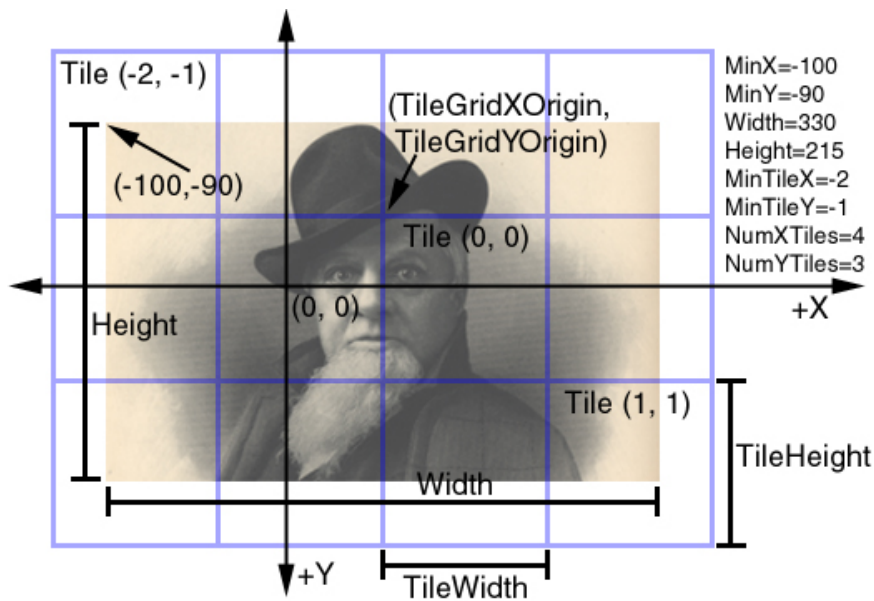 Tile (-2, -1)
(TileGridXOrigin,
TileGridYOrigin)
(-100,-90)
Tile (0, 0)
(0, 0)
Height
+X
Tile (1, 1)
Width
TileHeight
+Y
TileWidth
MinX=-100
MinY=-90
Width=330
Height=215
MinTileX=-2
MinTileY=-1
NumXTiles=4
NumYTiles=3